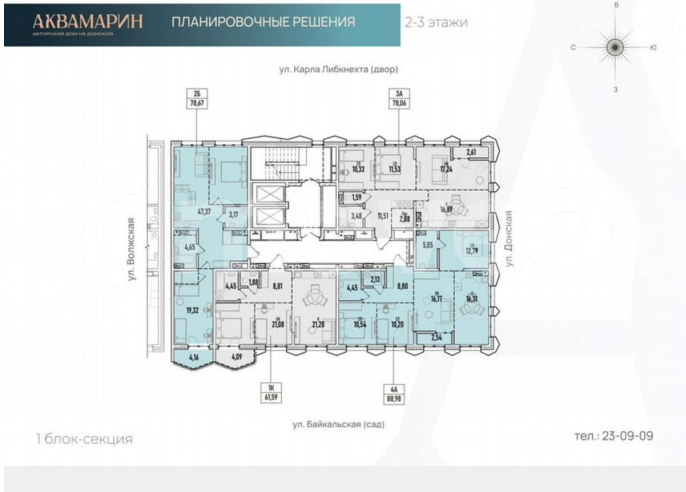 АКВАМАРИН
АВТОРСКИЙ ДОМ НА ДОНСКОЙ
ПЛАНИРОВОЧНЫЕ РЕШЕНИЯ
2-3 этажи
В
С
Ю
З
ул. Карла Либкнехта (двор)
2Б
78,67
3А
78,06
2,61
10,33
11,53
17,24
47,37
3,17
1,59
3,48
11,51
2,88
16,89
4,65
5,05
12,79
ул. Волжская
ул. Донская
4,45
1,88
8,81
4,45
2,13
8,80
19,32
21,08
21,28
10,54
10,20
16,17
16,31
2,54
4,16
4,09
1К
61,59
4А
88,98
ул. Байкальская (сад)
1 блок-секция
тел.: 23-09-09